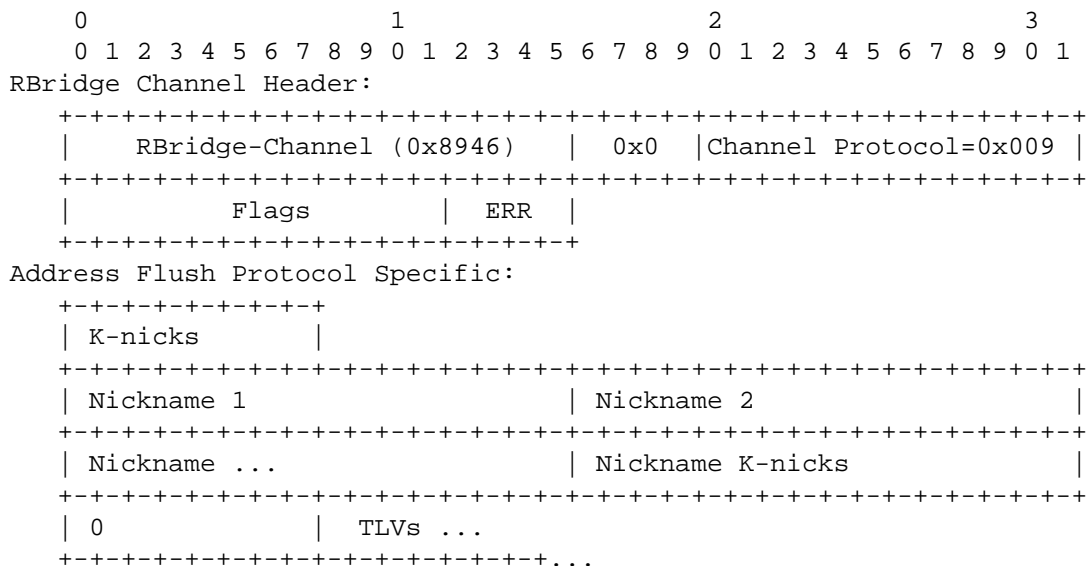 0                   1                   2                   3
    0 1 2 3 4 5 6 7 8 9 0 1 2 3 4 5 6 7 8 9 0 1 2 3 4 5 6 7 8 9 0 1
RBridge Channel Header:
   +-+-+-+-+-+-+-+-+-+-+-+-+-+-+-+-+-+-+-+-+-+-+-+-+-+-+-+-+-+-+-+-+
   |    RBridge-Channel (0x8946)   |  0x0  |Channel Protocol=0x009 |
   +-+-+-+-+-+-+-+-+-+-+-+-+-+-+-+-+-+-+-+-+-+-+-+-+-+-+-+-+-+-+-+-+
   |          Flags        |  ERR  |
   +-+-+-+-+-+-+-+-+-+-+-+-+-+-+-+-+
Address Flush Protocol Specific:
   +-+-+-+-+-+-+-+-+
   | K-nicks       |
   +-+-+-+-+-+-+-+-+-+-+-+-+-+-+-+-+-+-+-+-+-+-+-+-+-+-+-+-+-+-+-+-+
   | Nickname 1                    | Nickname 2                    |
   +-+-+-+-+-+-+-+-+-+-+-+-+-+-+-+-+-+-+-+-+-+-+-+-+-+-+-+-+-+-+-+-+
   | Nickname ...                  | Nickname K-nicks              |
   +-+-+-+-+-+-+-+-+-+-+-+-+-+-+-+-+-+-+-+-+-+-+-+-+-+-+-+-+-+-+-+-+
   | 0             |  TLVs ...
   +-+-+-+-+-+-+-+-+-+-+-+-+-+-+-+...